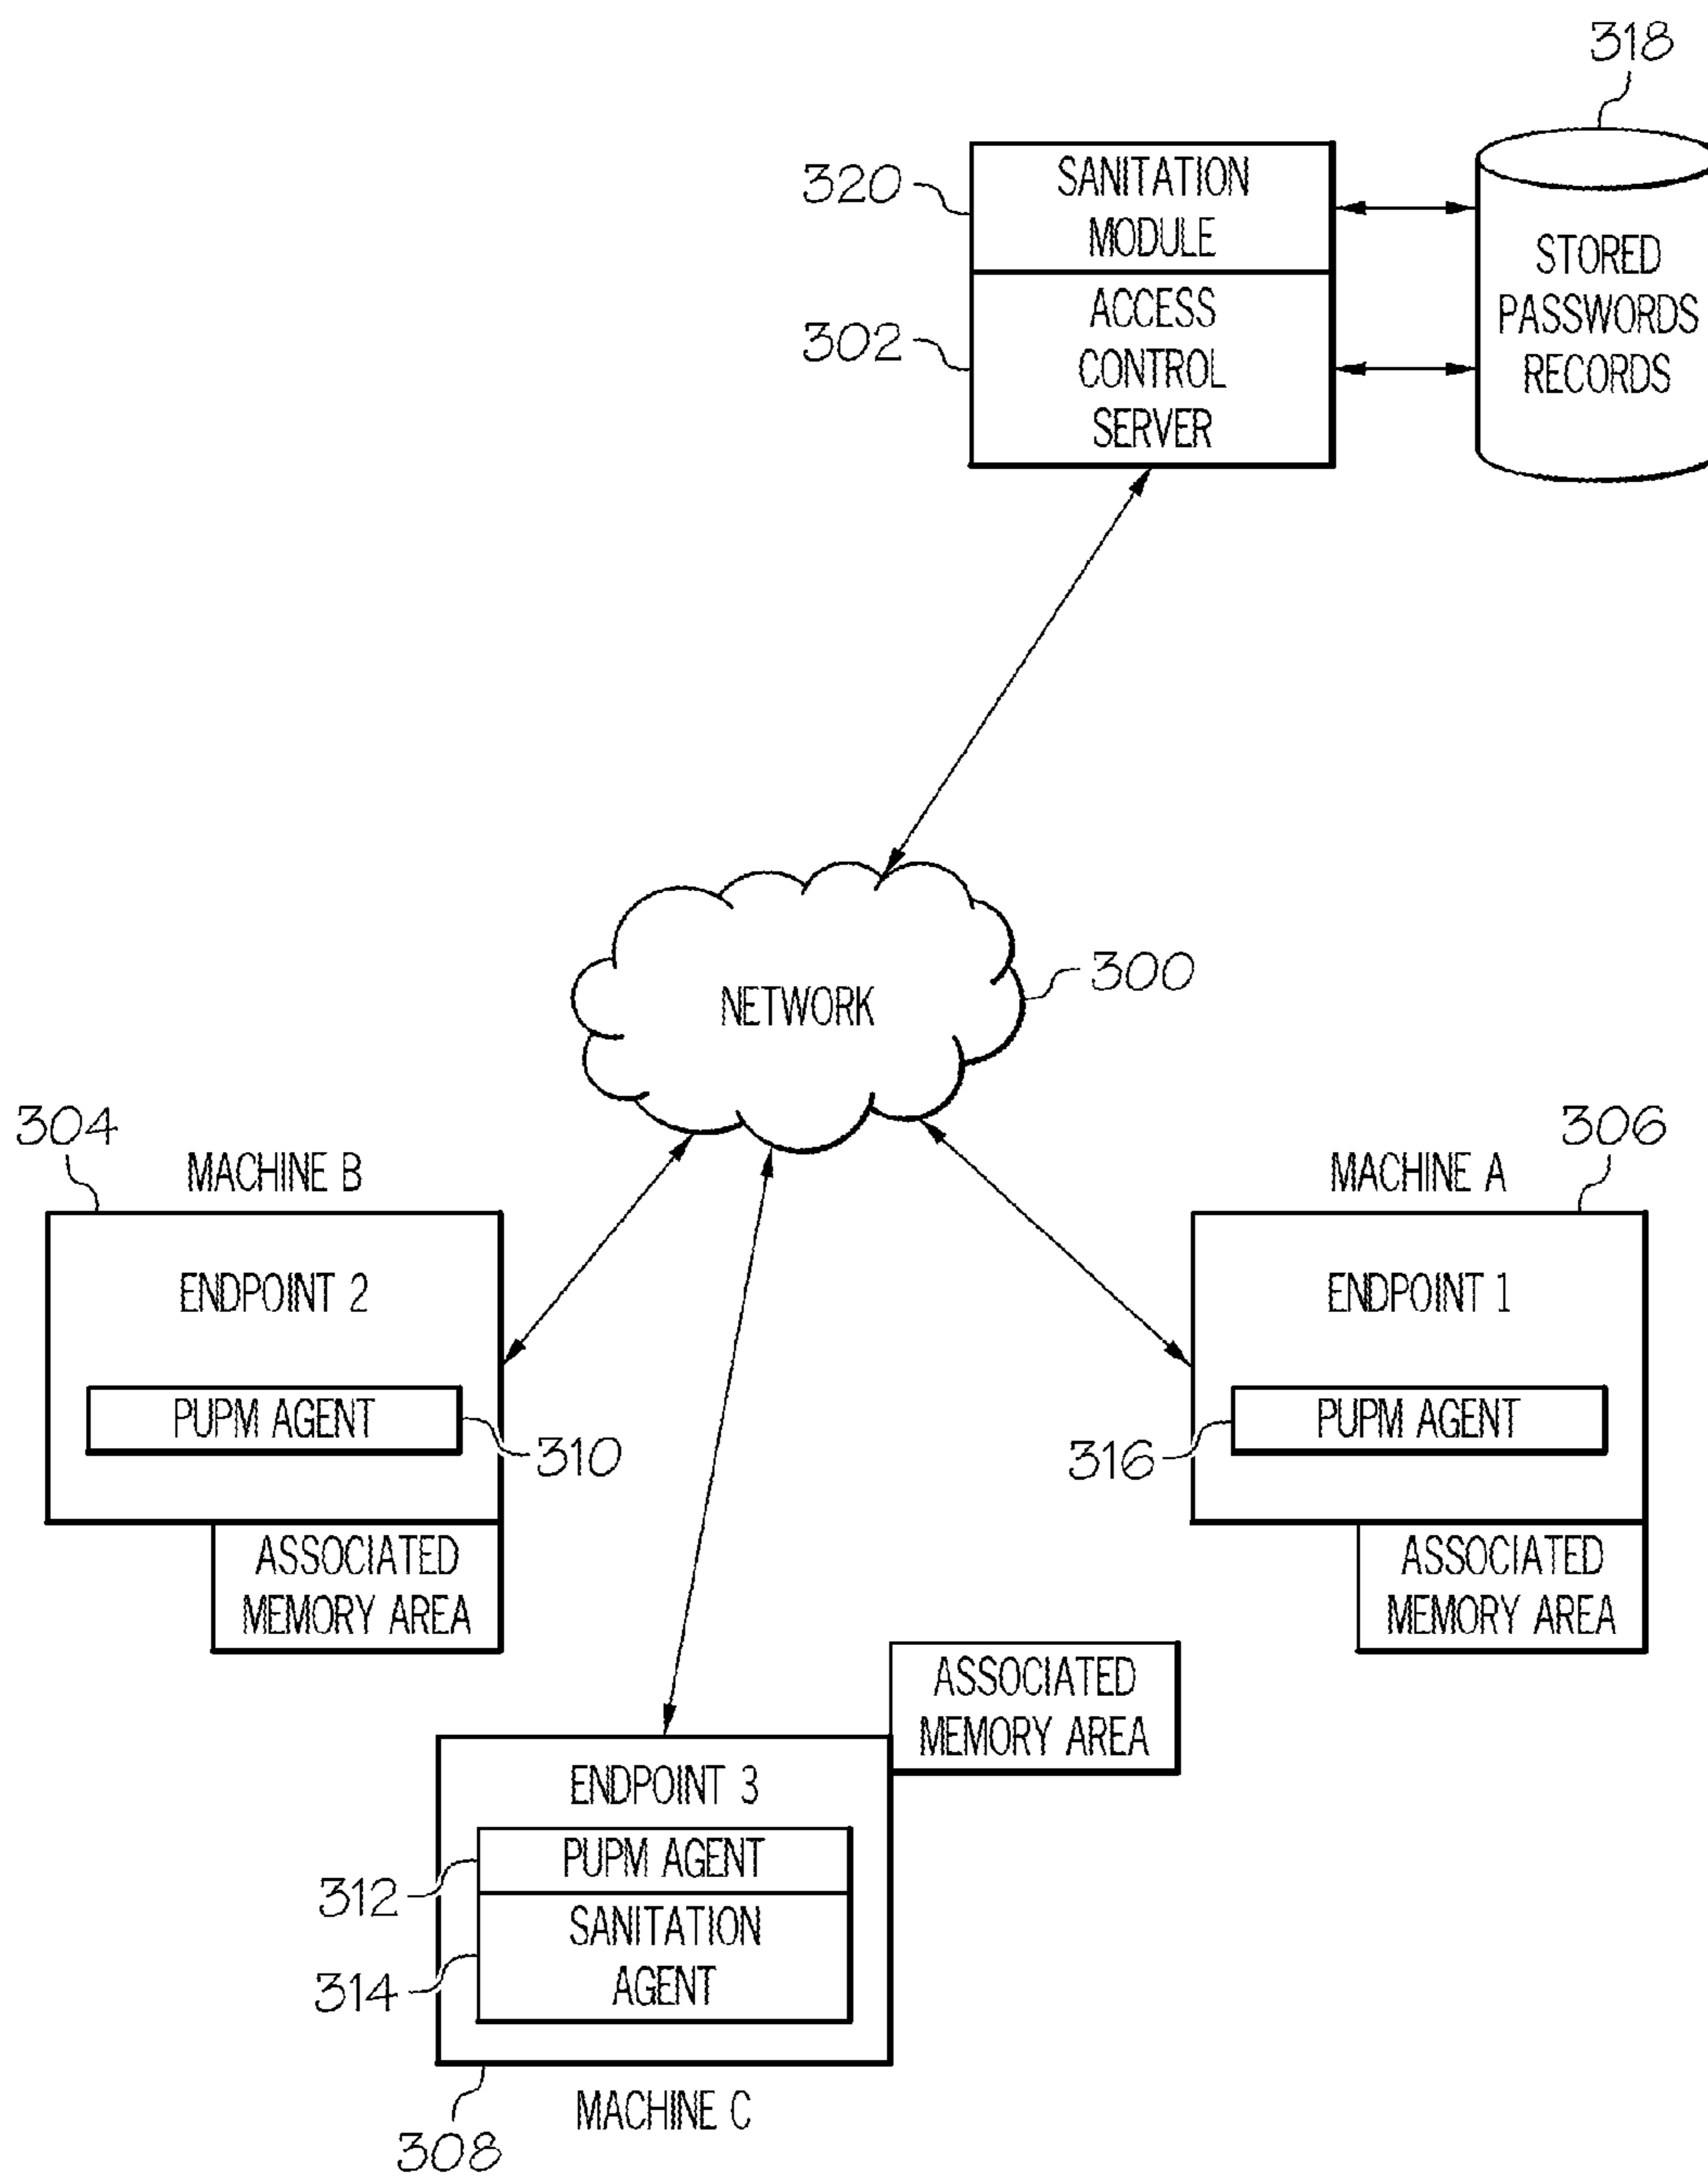 318
320
SANITATION
MODULE
302
ACCESS
CONTROL
SERVER
STORED
PASSWORDS
RECORDS
NETWORK
300
304
MACHINE B
ENDPOINT 2
PUPM AGENT
310
ASSOCIATED
MEMORY AREA
306
MACHINE A
ENDPOINT 1
PUPM AGENT
316
ASSOCIATED
MEMORY AREA
ASSOCIATED
MEMORY AREA
ENDPOINT 3
PUPM AGENT
312
SANITATION
AGENT
314
MACHINE C
308